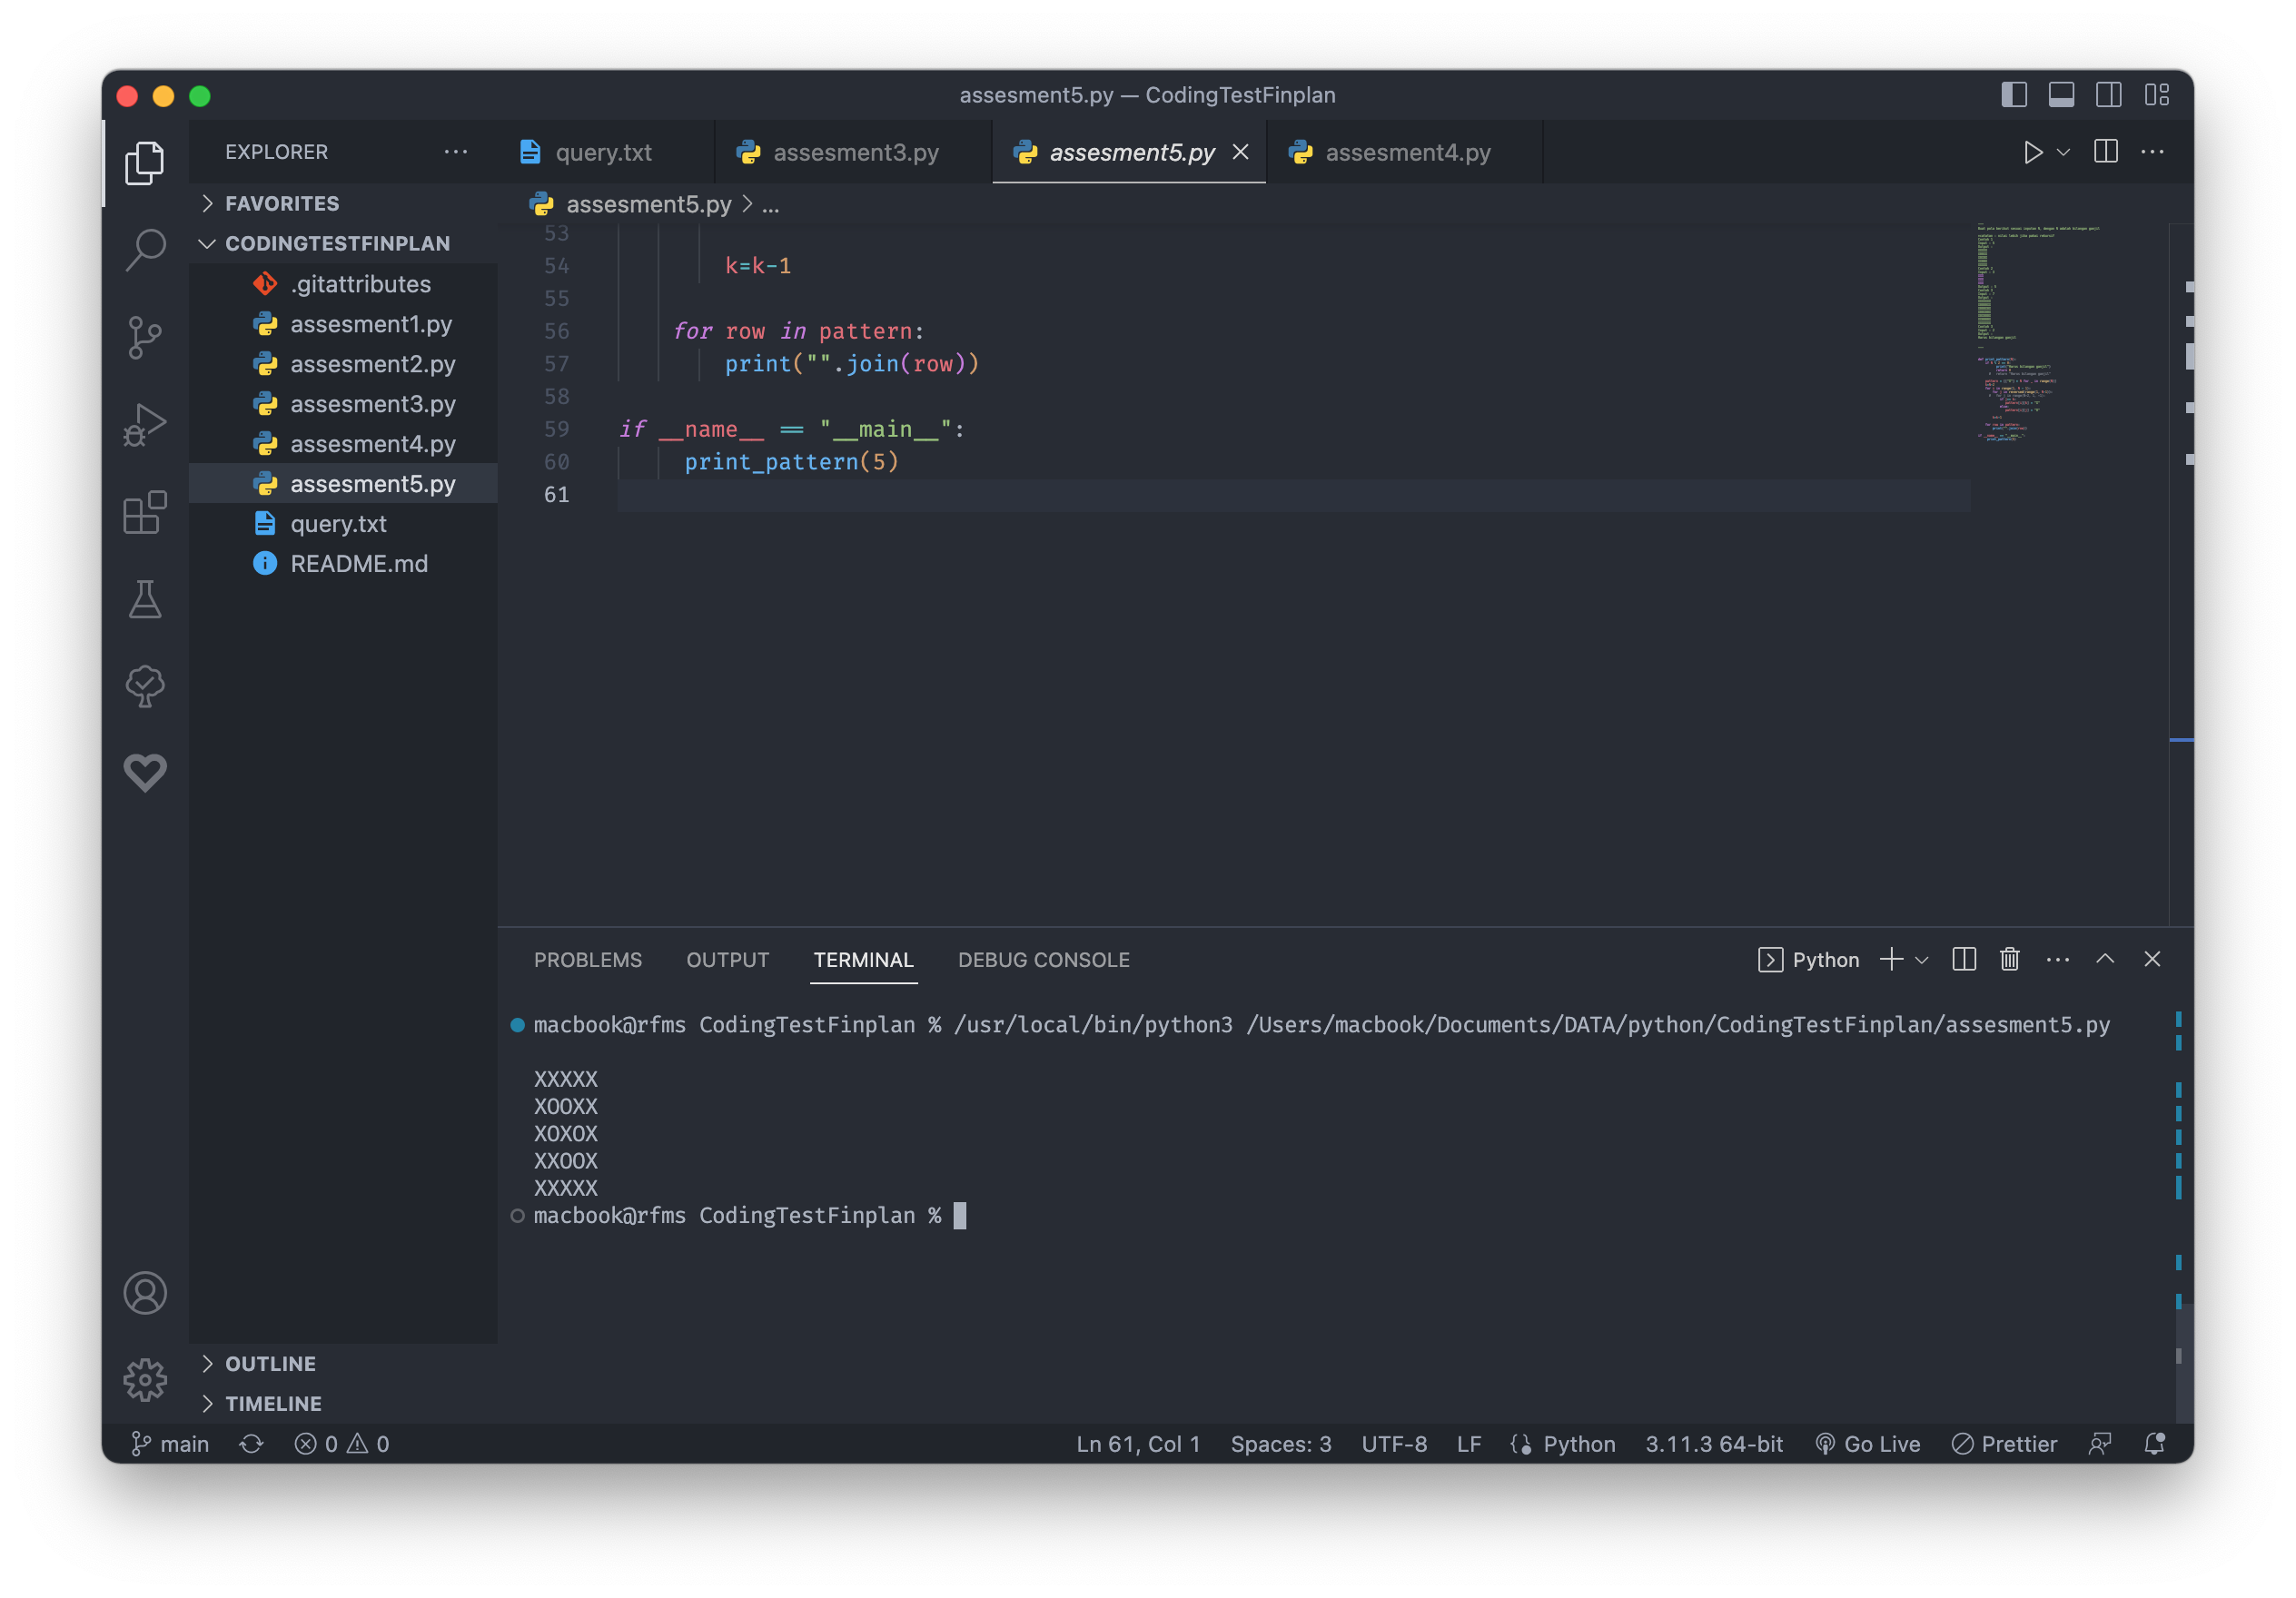 assesment5.py — CodingTestFinplan
EXPLORER
FAVORITES
CODINGTESTFINPLAN
.gitattributes
assesment1.py
assesment2.py
assesment3.py
assesment4.py
assesment5.py
query.txt
README.md
OUTLINE
TIMELINE
query.txt
assesment3.py
assesment5.py
assesment4.py
assesment5.py > ...
53
54 k=k-1
55
56 for row in pattern:
57 print("".join(row))
58
59 if __name__ == "__main__":
60 print_pattern(5)
61
PROBLEMS OUTPUT TERMINAL DEBUG CONSOLE
Python
macbook@rfms CodingTestFinplan % /usr/local/bin/python3 /Users/macbook/Documents/DATA/python/CodingTestFinplan/assesment5.py
XXXXX
XOOXX
XOXOX
XXOOX
XXXXX
macbook@rfms CodingTestFinplan %
main 0 0 Ln 61, Col 1 Spaces: 3 UTF-8 LF Python 3.11.3 64-bit Go Live Prettier